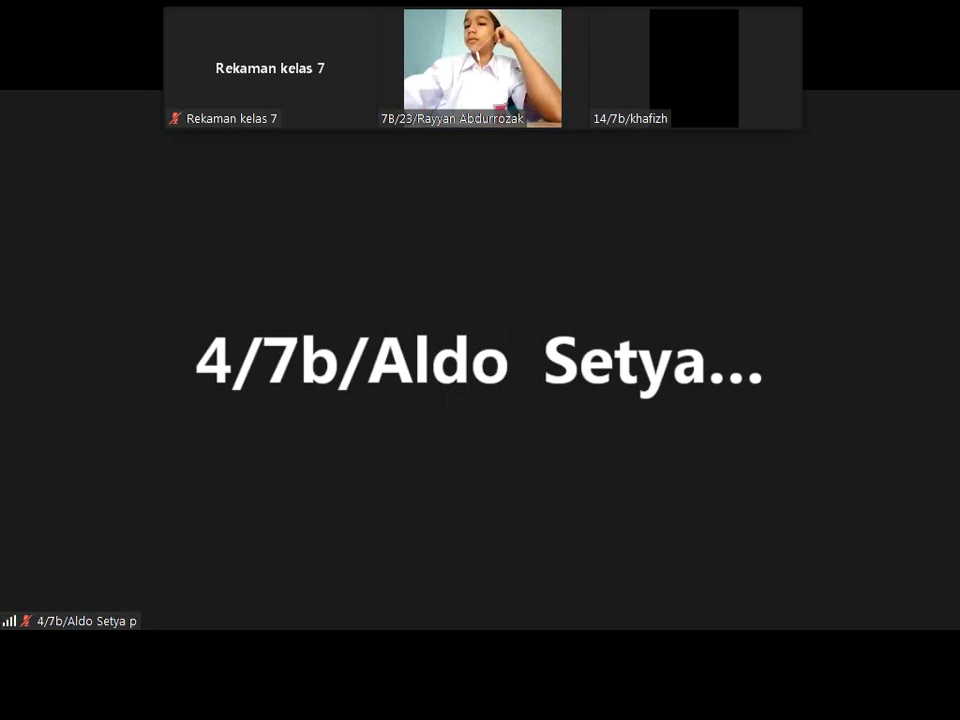 Rekaman kelas 7
Rekaman kelas 7
7B/23/Rayyan Abdurrozak
14/7b/khafizh
4/7b/Aldo Setya...
4/7b/Aldo Setya p